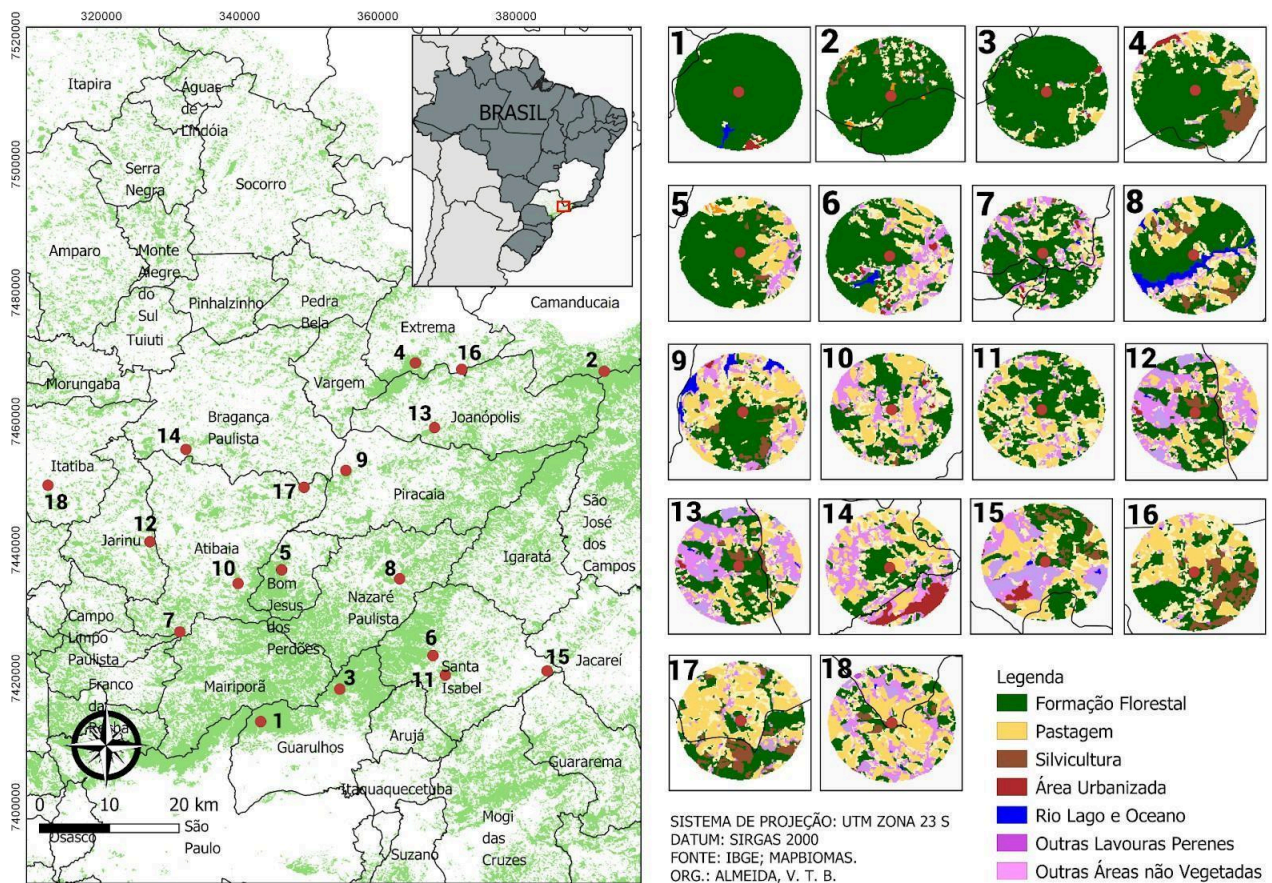 320000
340000
360000
380000
7520000
7500000
7480000
7460000
7440000
7420000
7400000
Itapira
Águas
de
Lindóia
Serra
Negra
Socorro
Amparo
Monte
Alegre
do
Sul
Tuiuti
Pinhalzinho
Pedra
Bela
BRASIL
Camanducaia
Extrema
4
16
2
Morungaba
Vargem
Bragança
Paulista
13
Joanópolis
14
9
Itatiba
18
17
Piracaia
São
José
dos
Campos
12
Jarinu
Atibaia
10
5
Bom
Jesus
dos
Perdões
8
Nazaré
Paulista
Igaratá
Campo
Limpo
Paulista
7
6
Santa
Isabel
11
15
Jacareí
Franco
da
Mairiporã
3
1
Guarulhos
Arujá
Guararema
Itaquaquecetuba
0 10 20 km
Osasco
São
Paulo
Suzano
Mogi
das
Cruzes
1
2
3
4
5
6
7
8
9
10
11
12
13
14
15
16
17
18
Legenda
Formação Florestal
Pastagem
Silvicultura
Área Urbanizada
Rio Lago e Oceano
Outras Lavouras Perenes
Outras Áreas não Vegetadas
SISTEMA DE PROJEÇÃO: UTM ZONA 23 S
DATUM: SIRGAS 2000
FONTE: IBGE; MAPBIOMAS.
ORG.: ALMEIDA, V. T. B.